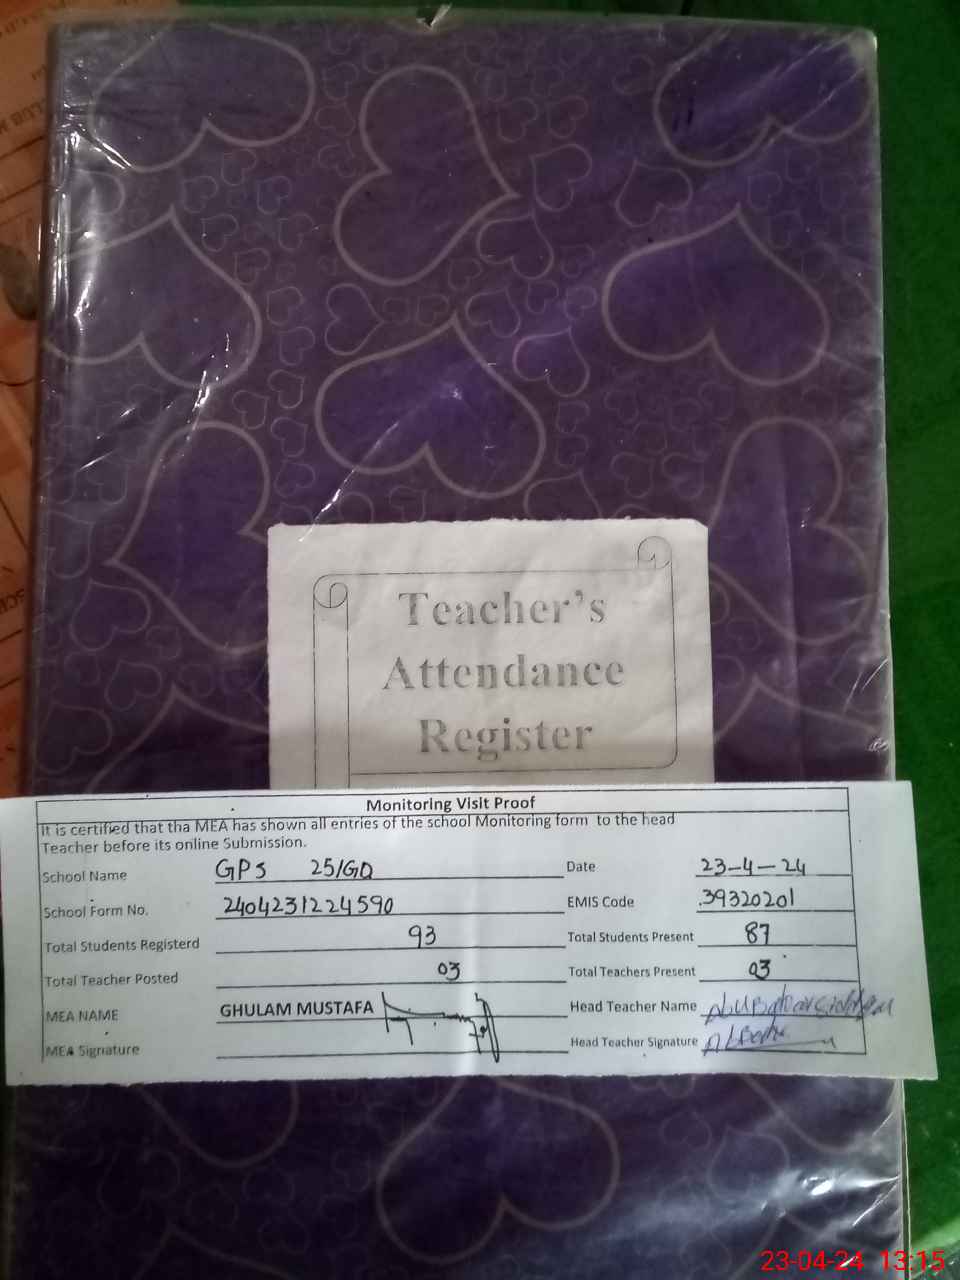 Teacher's
Attendance
Register
Monitoring Visit Proof
It is certified that tha MEA has shown all entries of the school Monitoring form to the head
Teacher before its online Submission.
School Name GPS 25/GD Date 23-4-24
School Form No. 2404231224590 EMIS Code 39320201
Total Students Registerd 93 Total Students Present 87
Total Teacher Posted 03 Total Teachers Present 03
MEA NAME GHULAM MUSTAFA Head Teacher Name
MEA Signature Head Teacher Signature
23-04-24 13:15